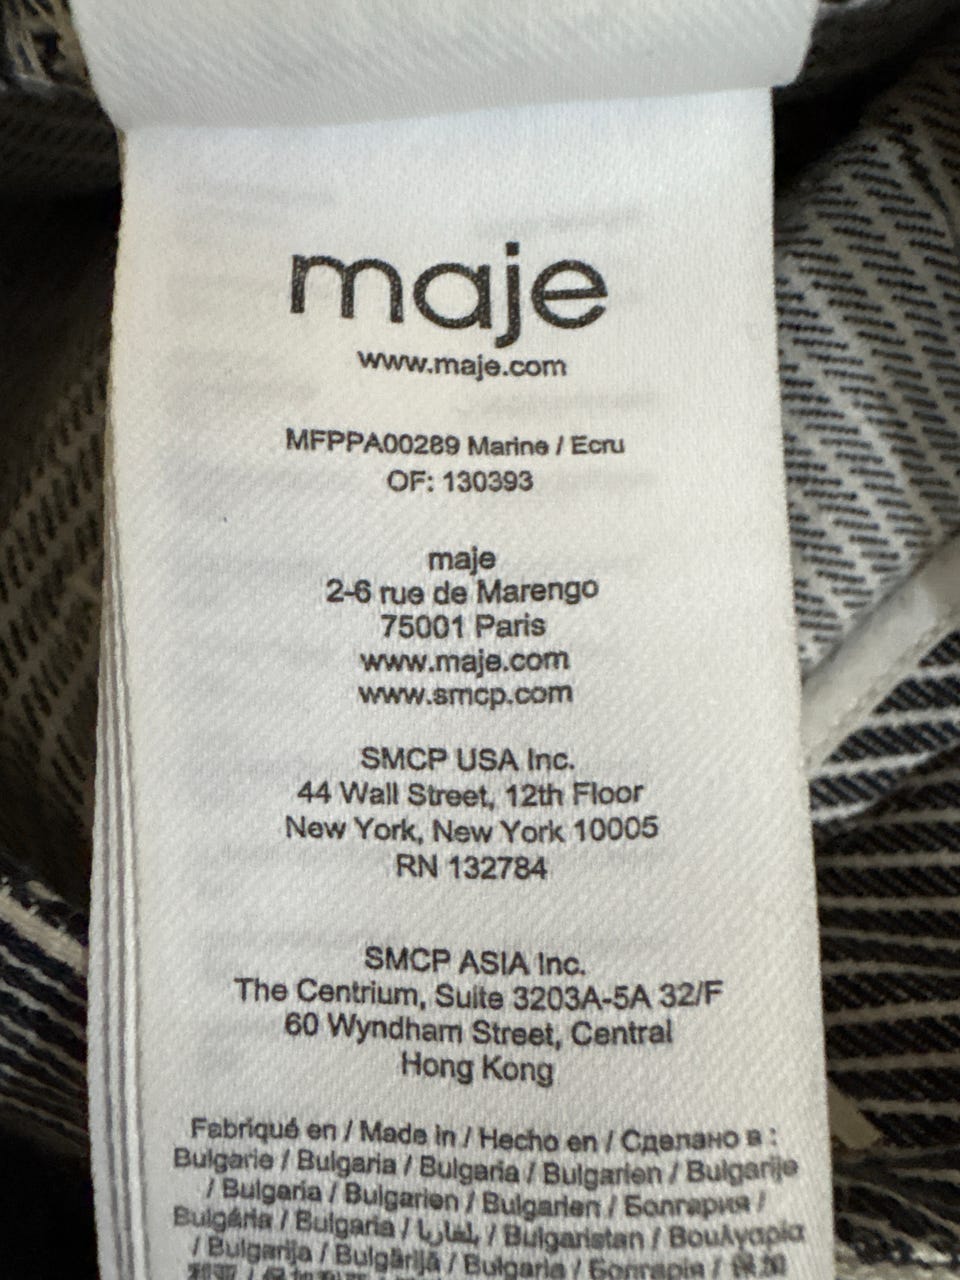 maje
www.maje.com
MFPPA00289 Marine / Ecru
OF: 130393
maje
2-6 rue de Marengo
75001 Paris
www.maje.com
www.smcp.com
SMCP USA Inc.
44 Wall Street, 12th Floor
New York, New York 10005
RN 132784
SMCP ASIA Inc.
The Centrium, Suite 3203A-5A 32/F
60 Wyndham Street, Central
Hong Kong
Fabriqué en / Made in / Hecho en / Сделано в :
Bulgarie / Bulgaria / Bulgaria / Bulgarien / Bulgarije
/ Bulgaria / Bulgarien / Bulgarien / Болгария /
Bulgária / Bulgaria / بلغاريا / Bulgaristan / Βουλγαρία
/ Bulgarija / Bulgārijā / Bulgaria / Болгарія / 保加